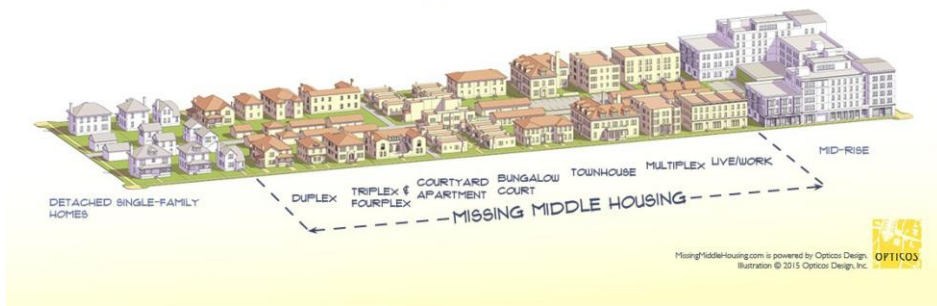 DETACHED SINGLE-FAMILY
HOMES
DUPLEX
TRIPLEX &
FOURPLEX
COURTYARD
APARTMENT
BUNGALOW
COURT
TOWNHOUSE
MULTIPLEX
LIVE/WORK
MID-RISE
MISSING MIDDLE HOUSING
MissingMiddleHousing.com is powered by Opticos Design.
Illustration © 2015 Opticos Design, Inc.
OPTICOS